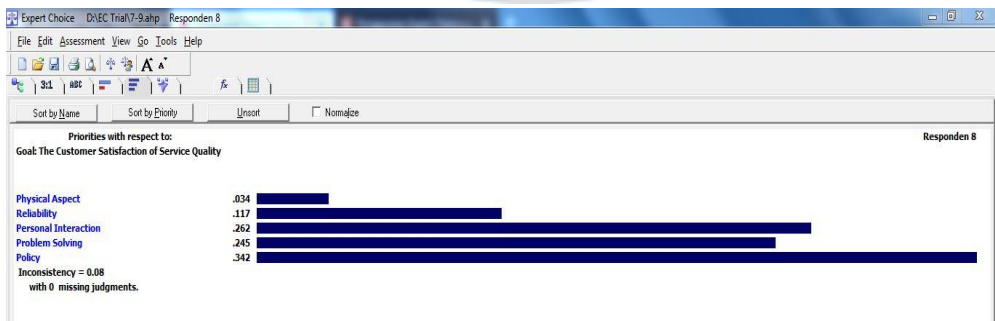 Expert Choice D:\EC Trial\7-9.ahp Responden 8
File Edit Assessment View Go Tools Help
A A
3:1 ABC fx
Sort by Name Sort by Priority Unsort Normalize
Priorities with respect to: Responden 8
Goal: The Customer Satisfaction of Service Quality
Physical Aspect .034
Reliability .117
Personal Interaction .262
Problem Solving .245
Policy .342
Inconsistency = 0.08
with 0 missing judgments.